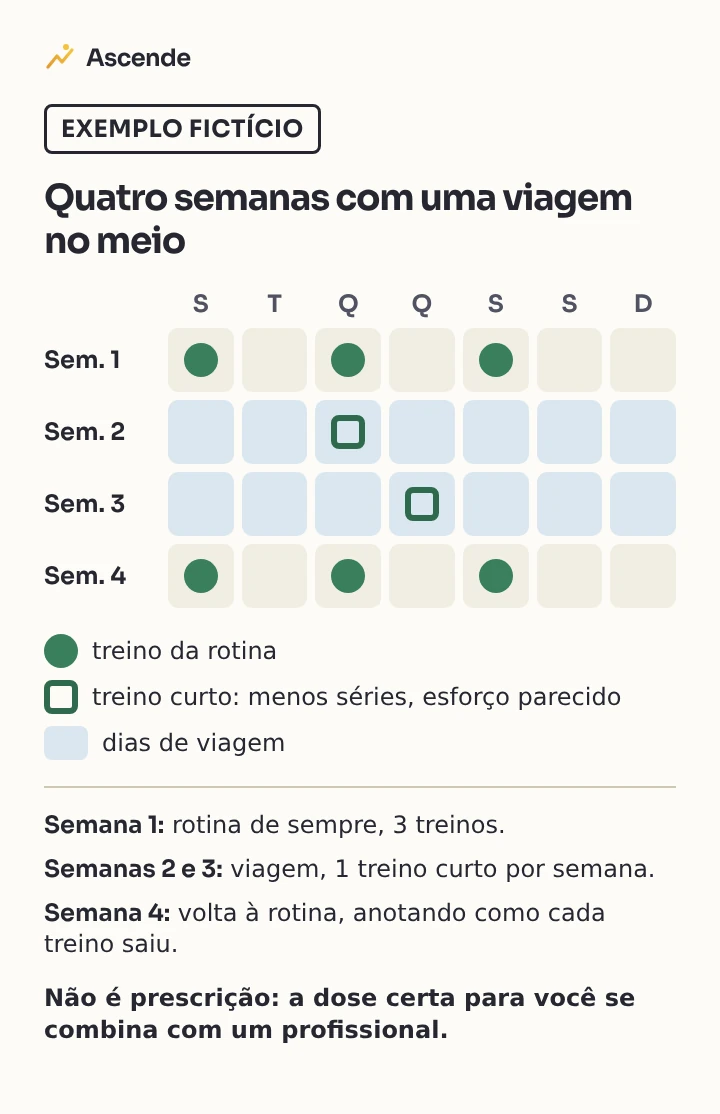 Ascende
EXEMPLO FICTÍCIO
Quatro semanas com uma viagem
no meio
S T Q Q S S D
Sem. 1
Sem. 2
Sem. 3
Sem. 4
treino da rotina
treino curto: menos séries, esforço parecido
dias de viagem
Semana 1: rotina de sempre, 3 treinos.
Semanas 2 e 3: viagem, 1 treino curto por semana.
Semana 4: volta à rotina, anotando como cada
treino saiu.
Não é prescrição: a dose certa para você se
combina com um profissional.